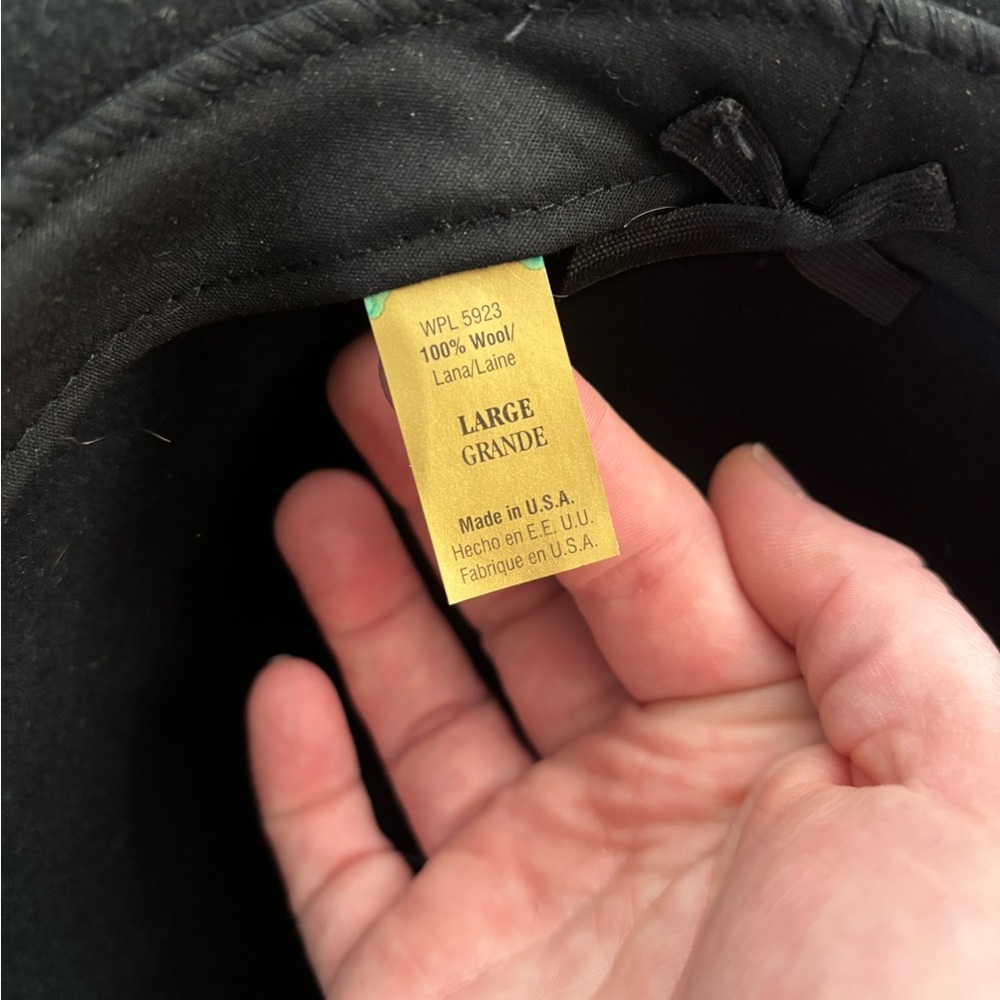 WPL 5923
100% Wool/
Lana/Laine
LARGE
GRANDE
Made in U.S.A.
Hecho en E.E. U.U.
Fabrique en U.S.A.